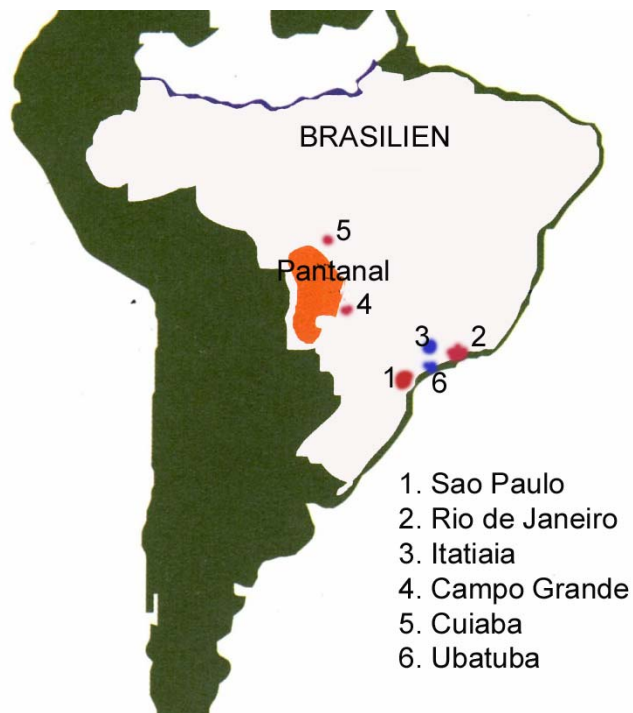 BRASILIEN
5
Pantanal
4
3
2
1
6
1. Sao Paulo
2. Rio de Janeiro
3. Itatiaia
4. Campo Grande
5. Cuiaba
6. Ubatuba